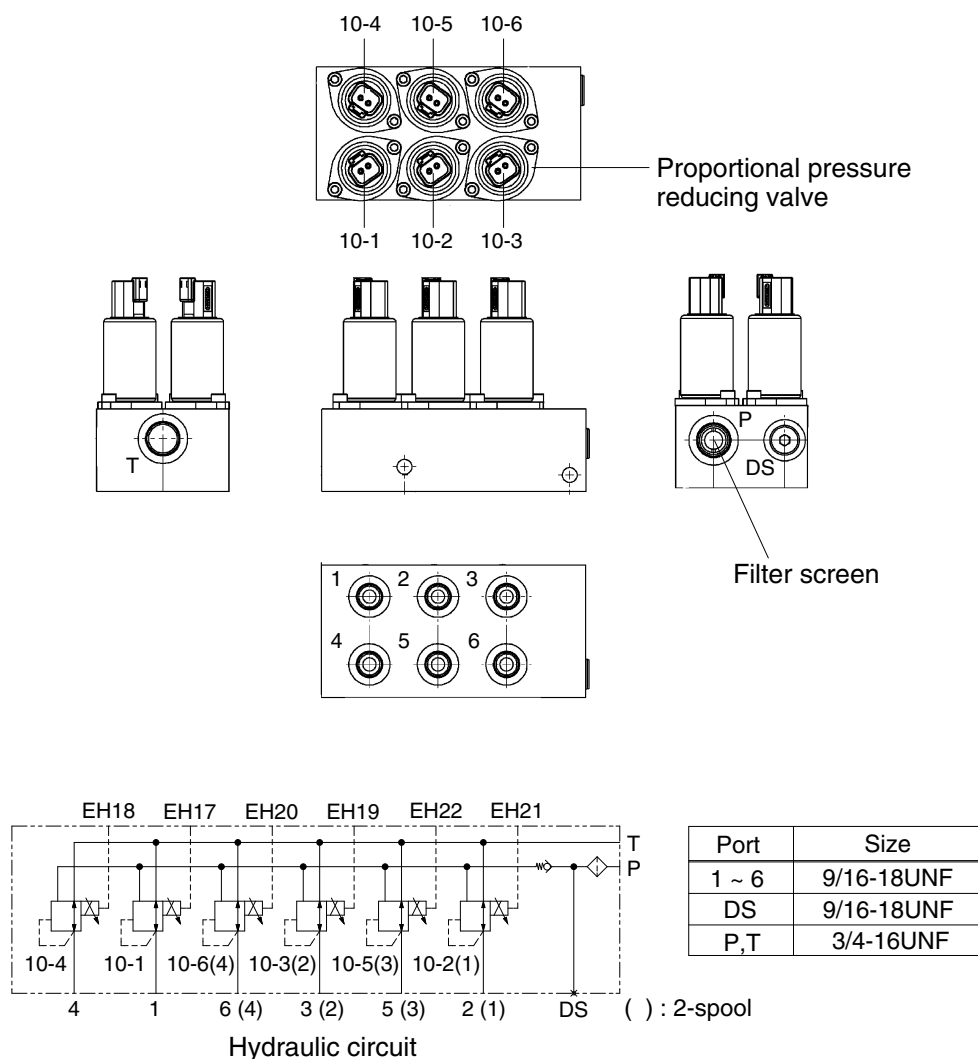 10-4 10-5 10-6
Proportional pressure
reducing valve
10-1 10-2 10-3
T
P
DS
Filter screen
1 2 3
4 5 6
EH18 EH17 EH20 EH19 EH22 EH21
T
P
10-4 10-1 10-6(4) 10-3(2) 10-5(3) 10-2(1)
4 1 6 (4) 3 (2) 5 (3) 2 (1) DS ( ) : 2-spool
Hydraulic circuit
Port Size
1 ~ 6 9/16-18UNF
DS 9/16-18UNF
P,T 3/4-16UNF